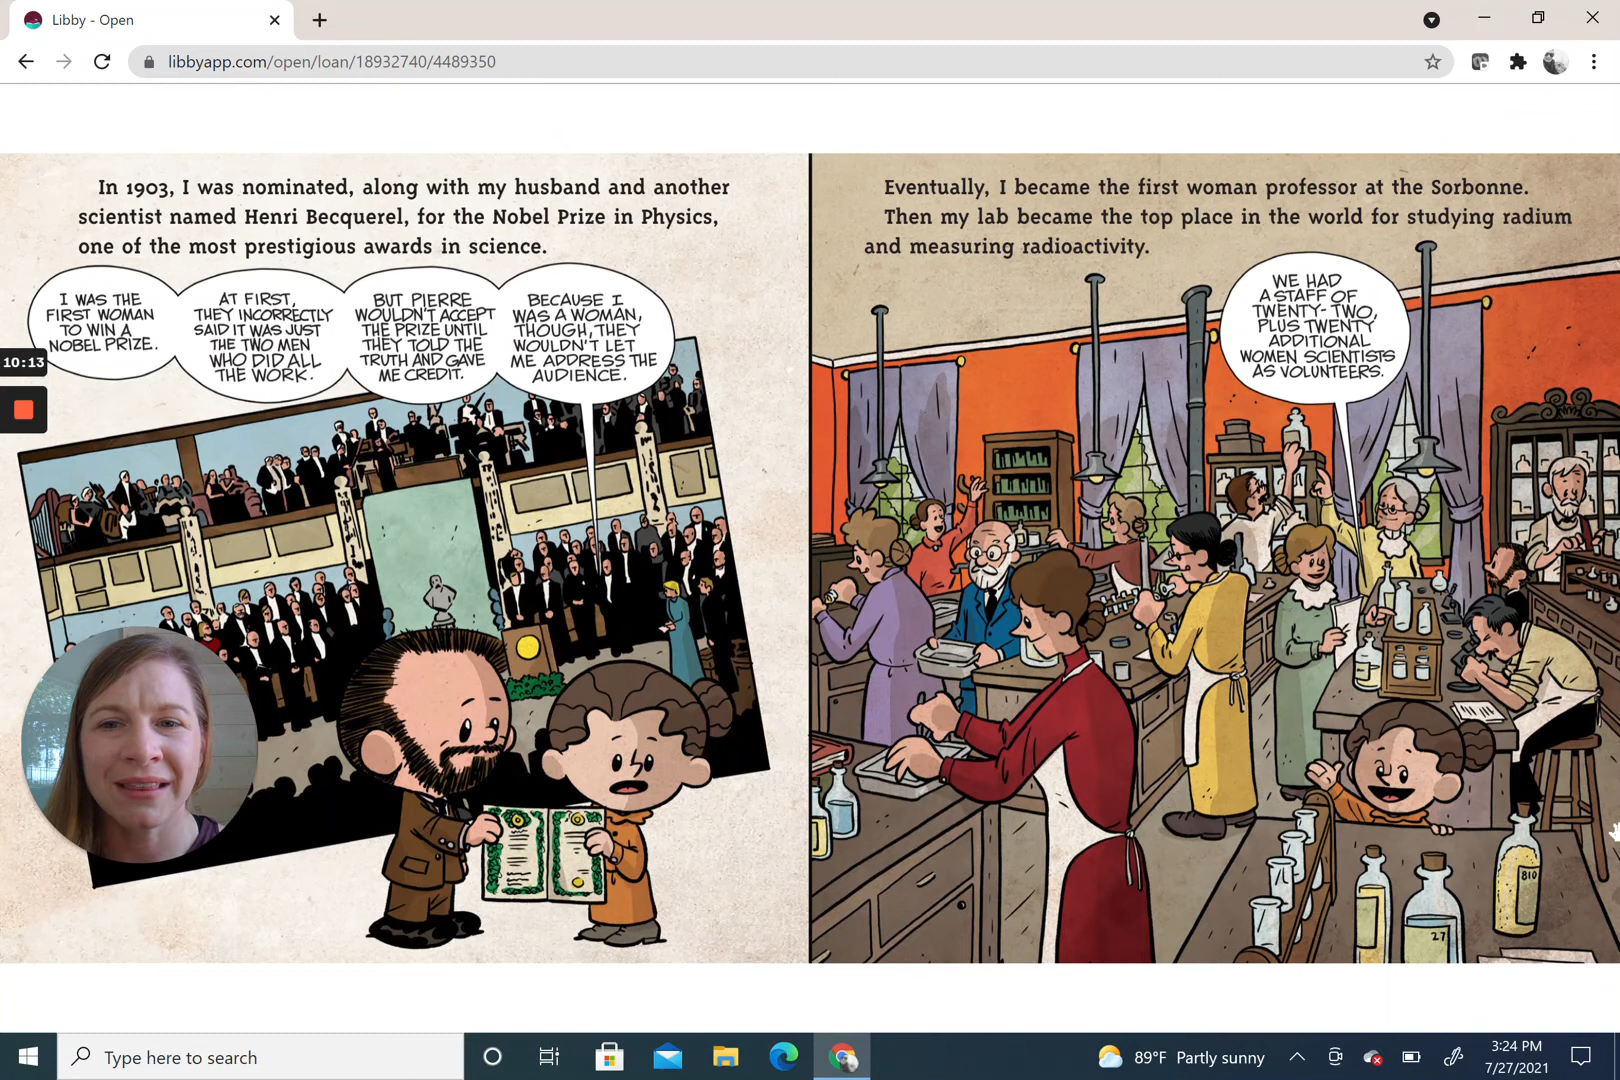 Libby - Open
libbyapp.com/open/loan/18932740/4489350
In 1903, I was nominated, along with my husband and another
scientist named Henri Becquerel, for the Nobel Prize in Physics,
one of the most prestigious awards in science.
I WAS THE
FIRST WOMAN
TO WIN A
NOBEL PRIZE.
AT FIRST,
THEY INCORRECTLY
SAID IT WAS JUST
THE TWO MEN
WHO DID ALL
THE WORK.
BUT PIERRE
WOULDN'T ACCEPT
THE PRIZE UNTIL
THEY TOLD THE
TRUTH AND GAVE
ME CREDIT.
BECAUSE I
WAS A WOMAN,
THOUGH, THEY
WOULDN'T LET
ME ADDRESS THE
AUDIENCE.
10:13
Eventually, I became the first woman professor at the Sorbonne.
Then my lab became the top place in the world for studying radium
and measuring radioactivity.
WE HAD
A STAFF OF
TWENTY-TWO,
PLUS TWENTY
ADDITIONAL
WOMEN SCIENTISTS
AS VOLUNTEERS.
810
27
Type here to search
89°F Partly sunny
3:24 PM
7/27/2021